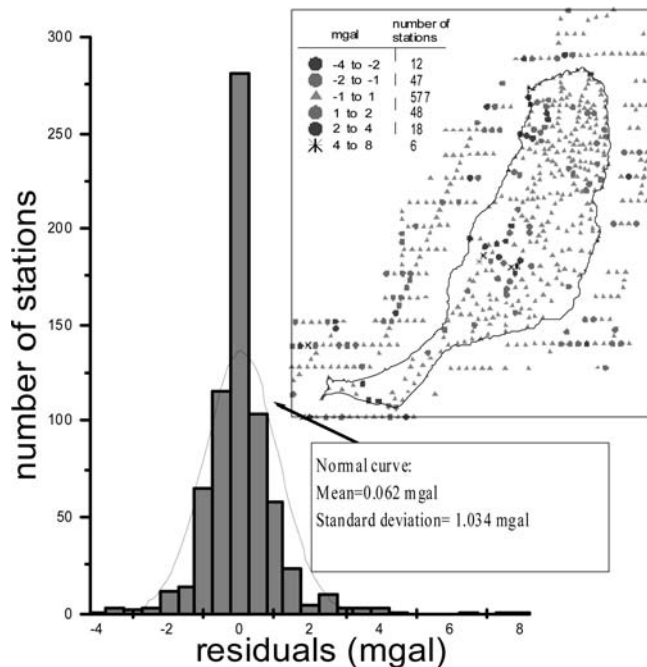 300
250
200
150
100
50
0
number of stations
-4
-2
0
2
4
6
8
residuals (mgal)
mgal number of stations
-4 to -2 12
-2 to -1 47
-1 to 1 577
1 to 2 48
2 to 4 18
4 to 8 6
Normal curve:
Mean=0.062 mgal
Standard deviation= 1.034 mgal